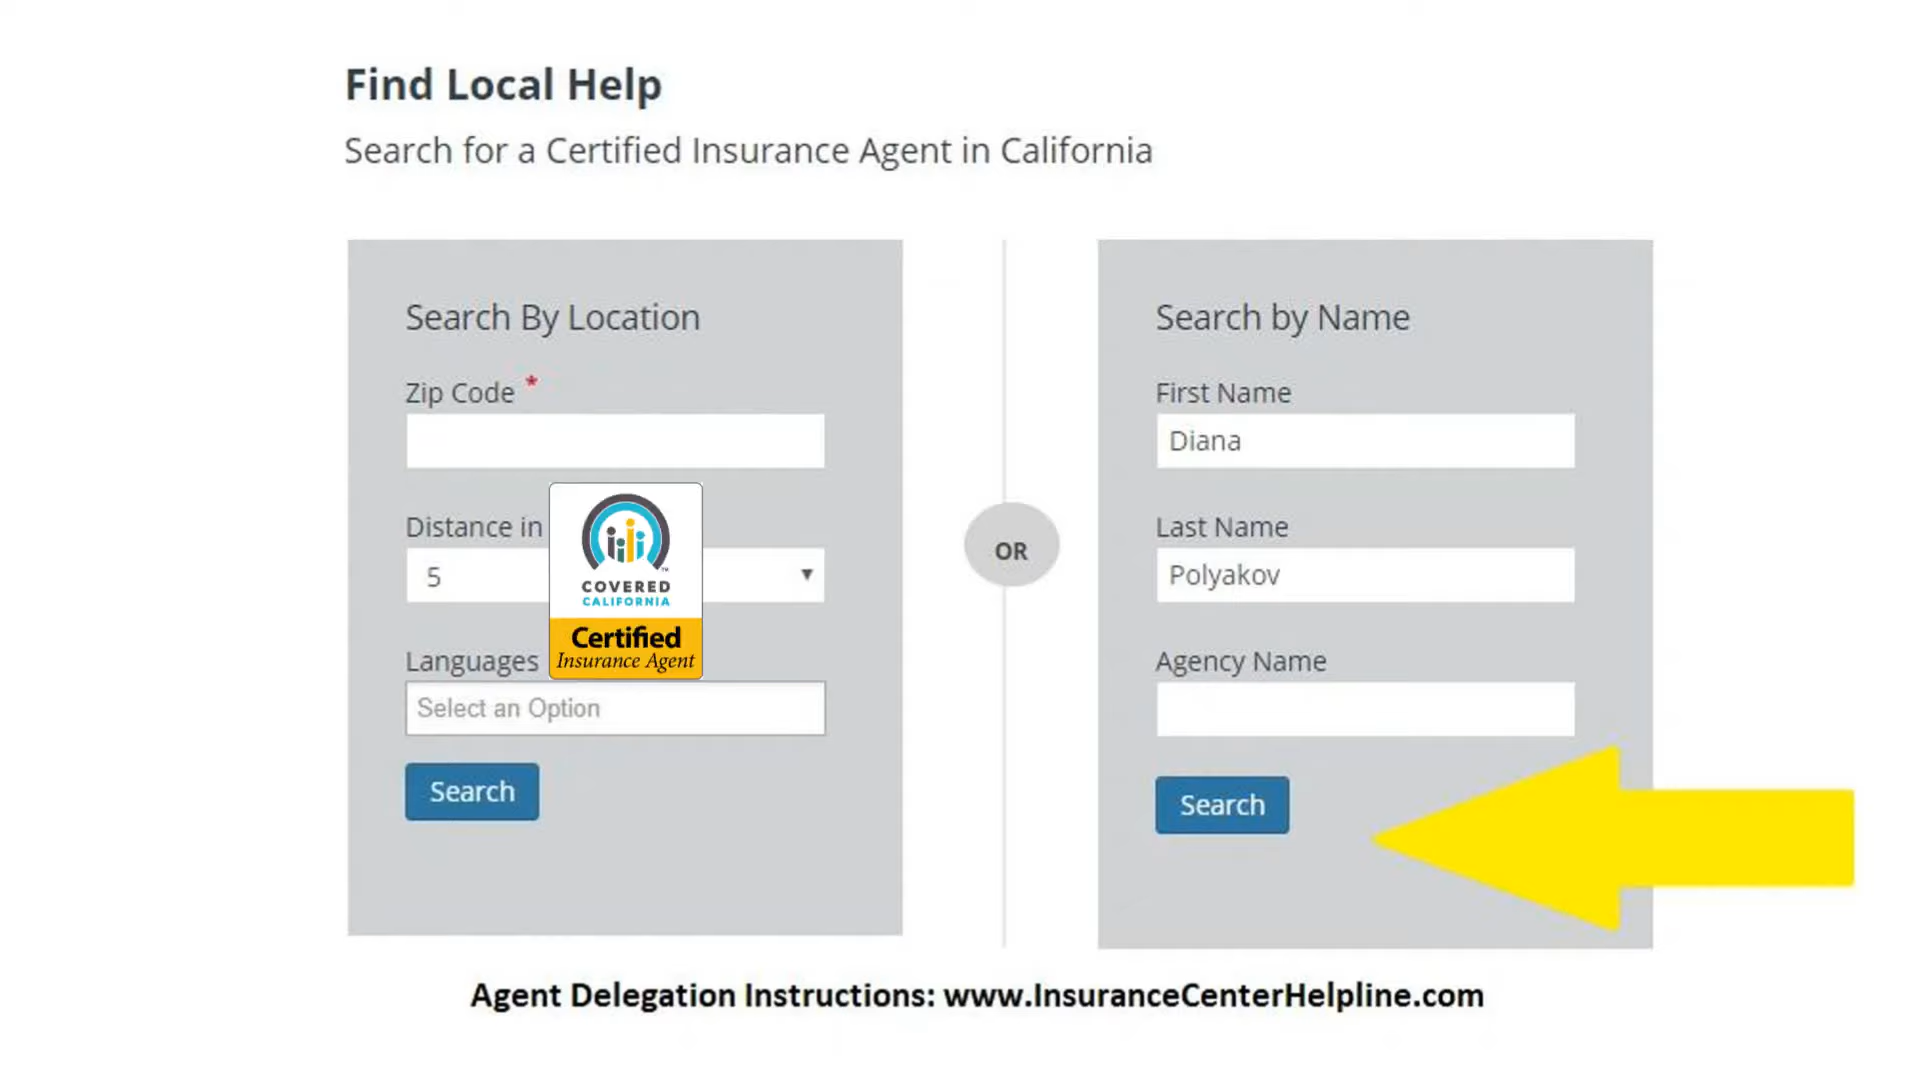 Find Local Help
Search for a Certified Insurance Agent in California
Search By Location
Zip Code *
Distance in
5
Languages
Select an Option
Search
COVERED
CALIFORNIA
Certified
Insurance Agent
OR
Search by Name
First Name
Diana
Last Name
Polyakov
Agency Name
Search
Agent Delegation Instructions: www.InsuranceCenterHelpline.com